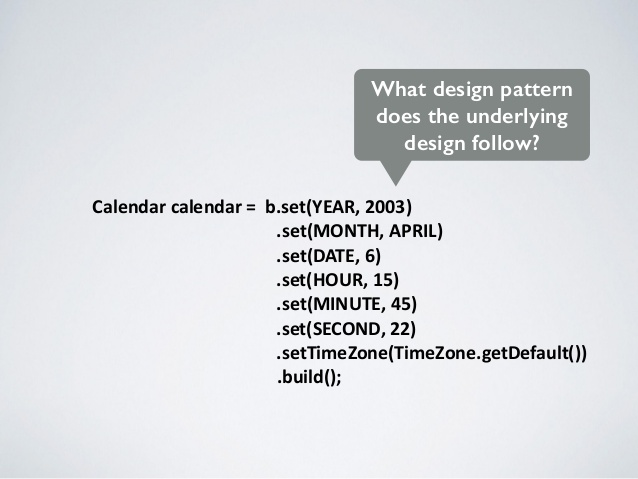 What design pattern
does the underlying
design follow?
Calendar calendar = b.set(YEAR, 2003)
.set(MONTH, APRIL)
.set(DATE, 6)
.set(HOUR, 15)
.set(MINUTE, 45)
.set(SECOND, 22)
.setTimeZone(TimeZone.getDefault())
.build();